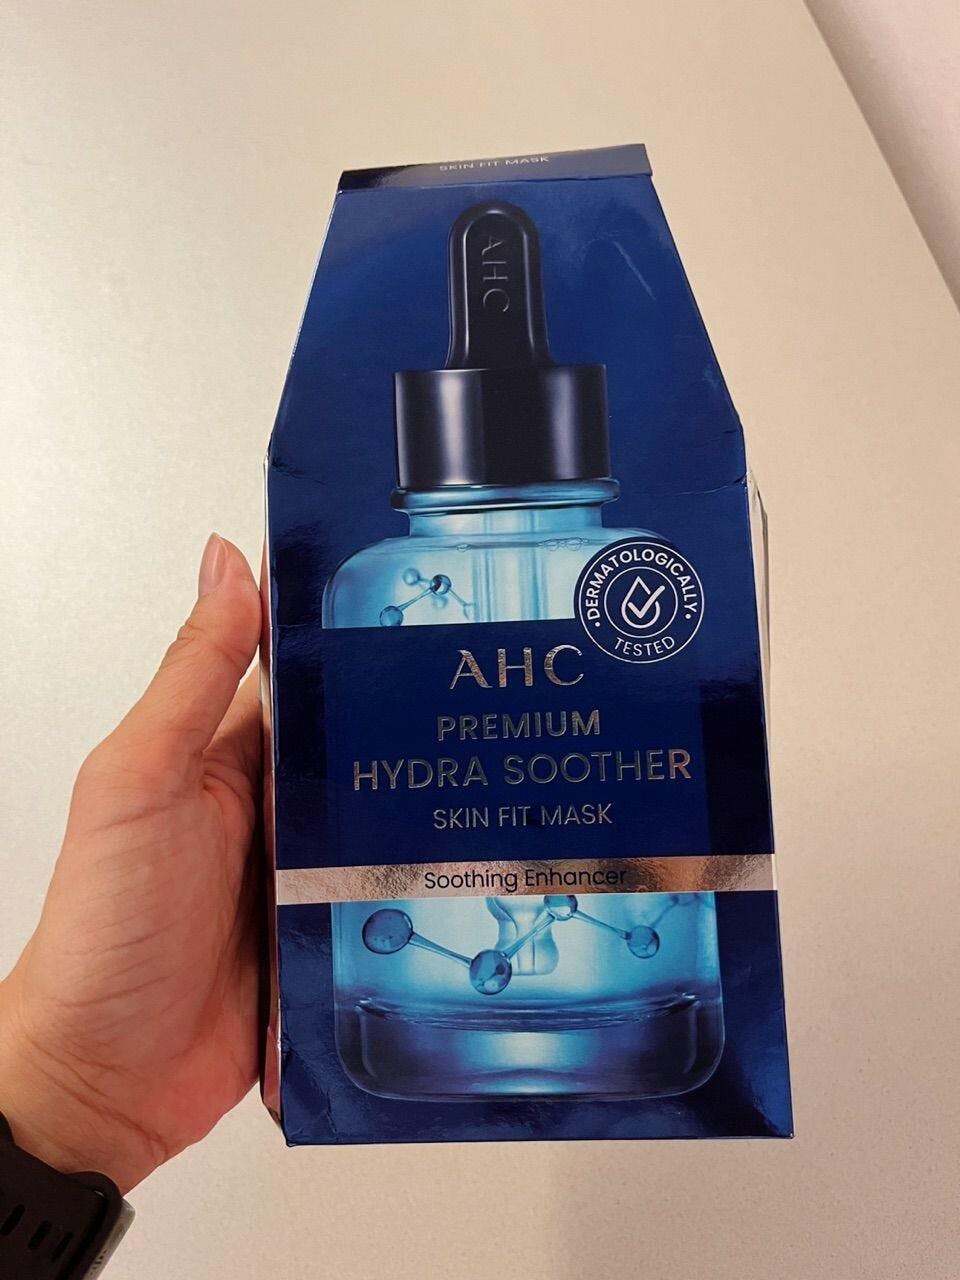 SKIN FIT MASK
AHC
DERMATOLOGICALLY
TESTED
AHC
PREMIUM
HYDRA SOOTHER
SKIN FIT MASK
Soothing Enhancer